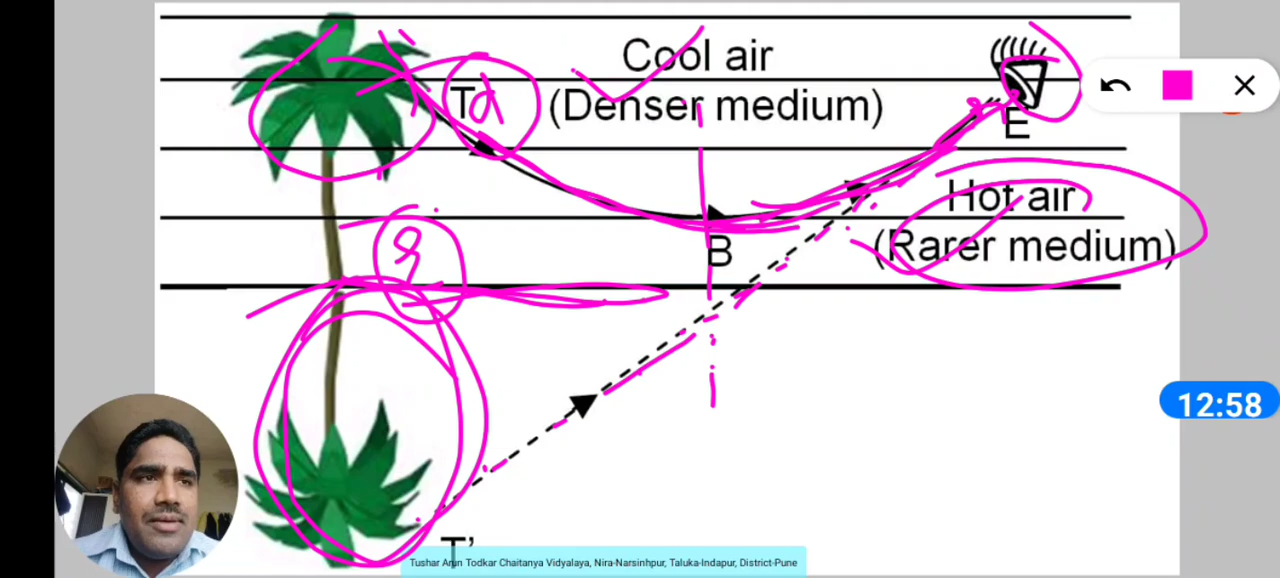 Cool air
T d (Denser medium)
E
Hot air
(Rarer medium)
B
12:58
T’
Tushar Arun Todkar Chaitanya Vidyalaya, Nira-Narsinhpur, Taluka-Indapur, District-Pune